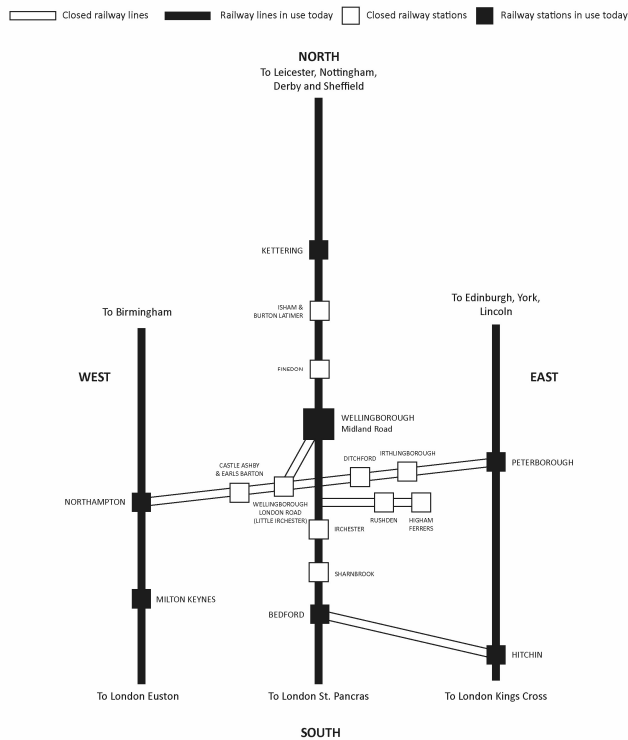 Closed railway lines
Railway lines in use today
Closed railway stations
Railway stations in use today
NORTH
To Leicester, Nottingham,
Derby and Sheffield
KETTERING
ISHAM &
BURTON LATIMER
To Birmingham
To Edinburgh, York,
Lincoln
FINEDON
WEST
EAST
WELLINGBOROUGH
Midland Road
CASTLE ASHBY
& EARLS BARTON
DITCHFORD
IRTHLINGBOROUGH
PETERBOROUGH
NORTHAMPTON
WELLINGBOROUGH
LONDON ROAD
(LITTLE IRCHESTER)
RUSHDEN
HIGHAM
FERRERS
IRCHESTER
SHARNBROOK
MILTON KEYNES
BEDFORD
HITCHIN
To London Euston
To London St. Pancras
To London Kings Cross
SOUTH